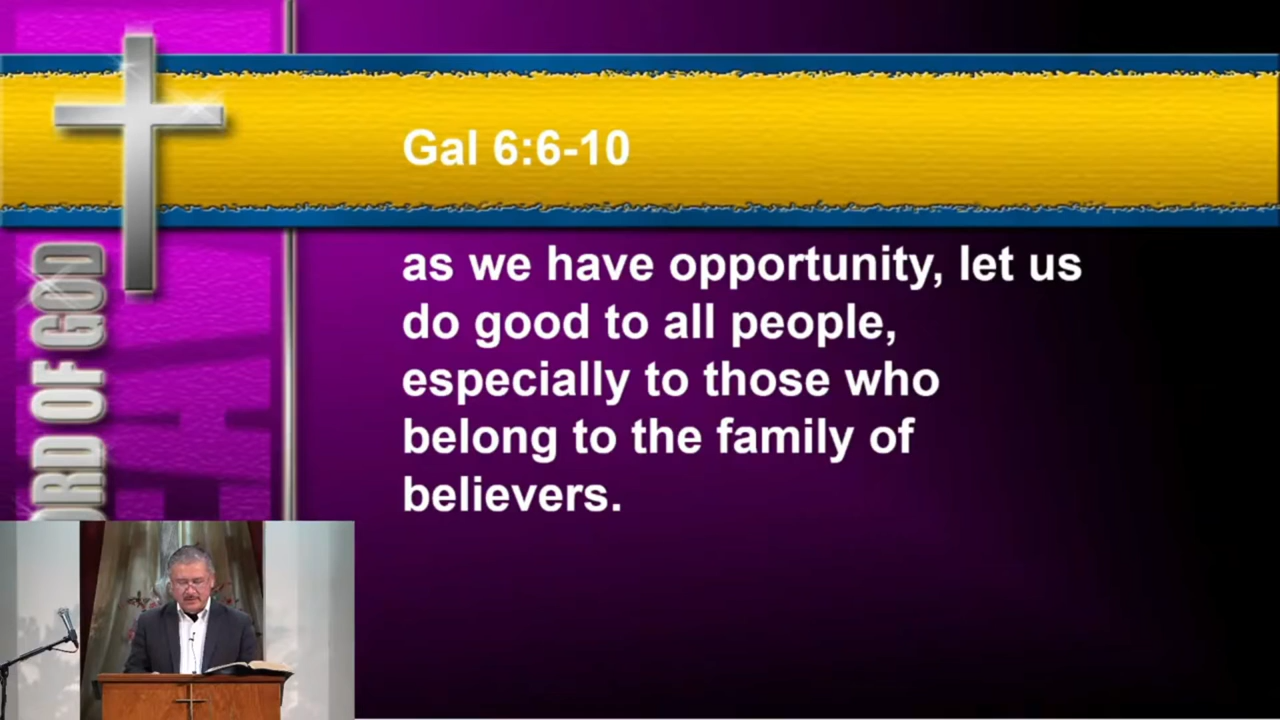 Gal 6:6-10
as we have opportunity, let us
do good to all people,
especially to those who
belong to the family of
believers.
ORD OF GOD